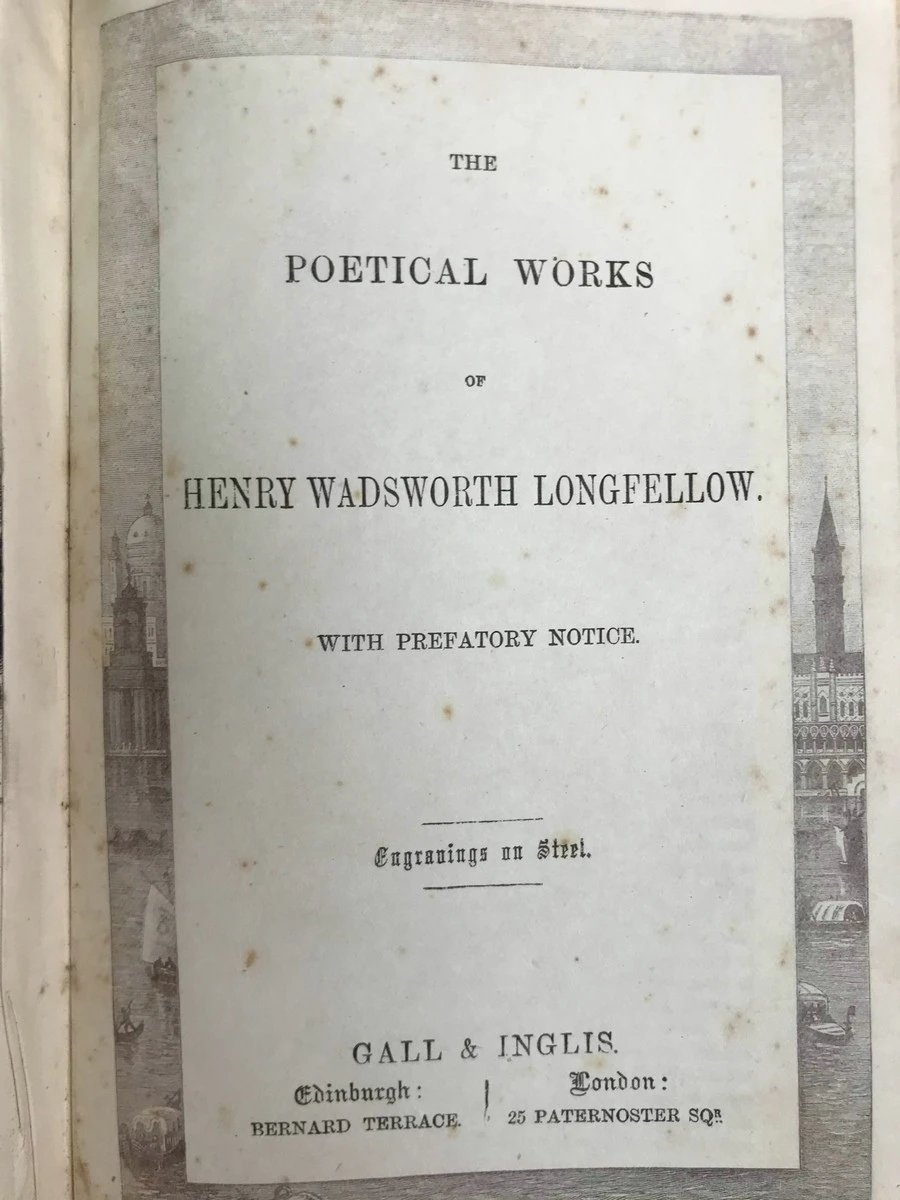 THE
POETICAL WORKS
OF
HENRY WADSWORTH LONGFELLOW.
WITH PREFATORY NOTICE.
Engravings on Steel.
GALL & INGLIS.
Edinburgh:
BERNARD TERRACE.
London:
25 PATERNOSTER SQR.